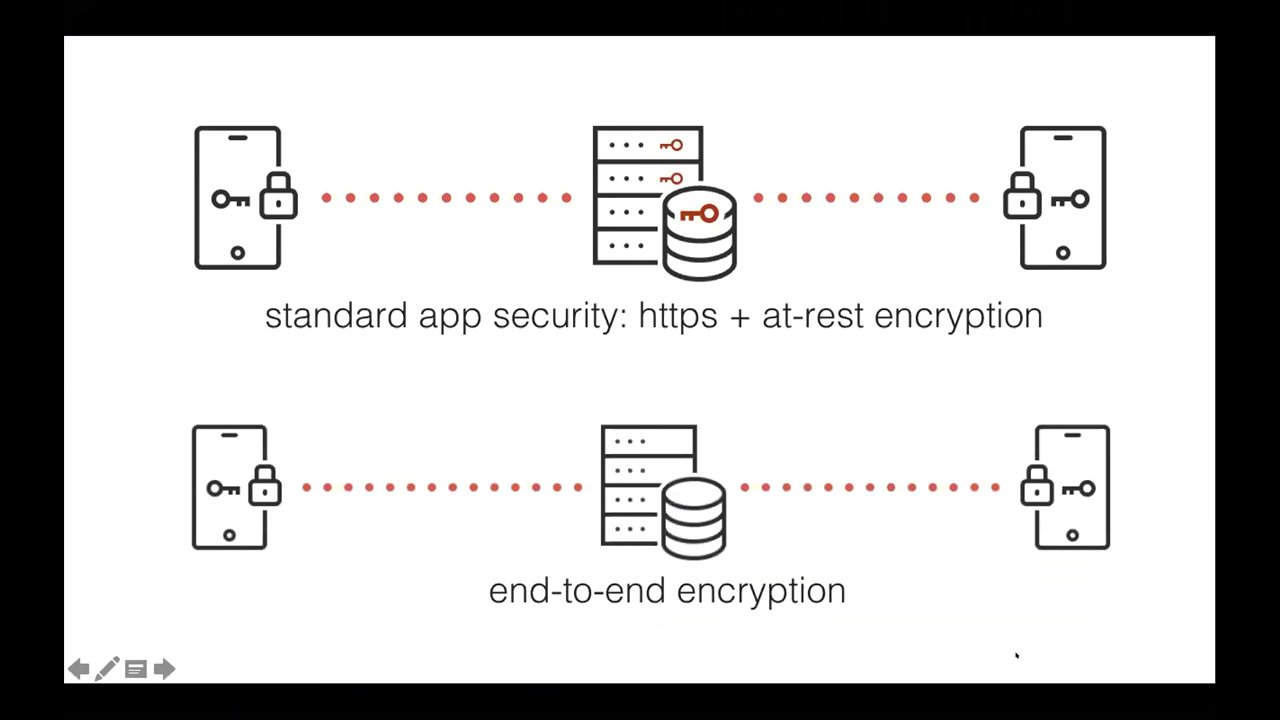 standard app security: https + at-rest encryption
end-to-end encryption